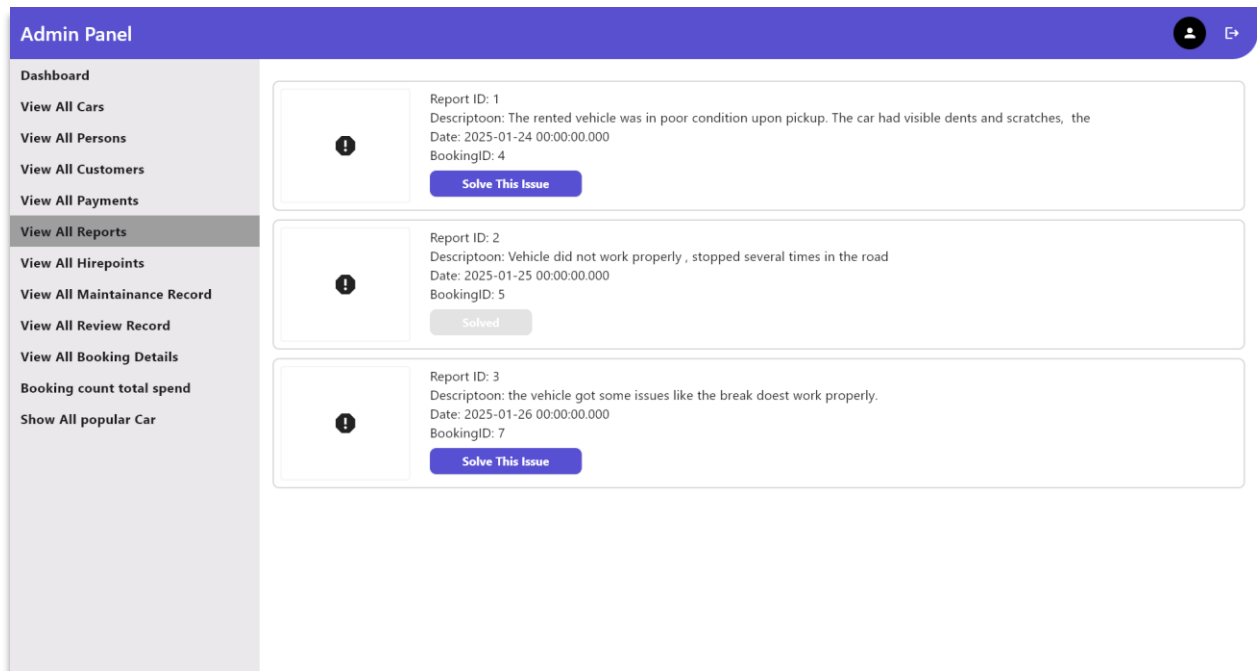 Admin Panel
Dashboard
View All Cars
View All Persons
View All Customers
View All Payments
View All Reports
View All Hirepoints
View All Maintainance Record
View All Review Record
View All Booking Details
Booking count total spend
Show All popular Car
Report ID: 1
Descriptoon: The rented vehicle was in poor condition upon pickup. The car had visible dents and scratches,  the
Date: 2025-01-24 00:00:00.000
BookingID: 4
Solve This Issue
Report ID: 2
Descriptoon: Vehicle did not work properly , stopped several times in the road
Date: 2025-01-25 00:00:00.000
BookingID: 5
Solved
Report ID: 3
Descriptoon: the vehicle got some issues like the break doest work properly.
Date: 2025-01-26 00:00:00.000
BookingID: 7
Solve This Issue